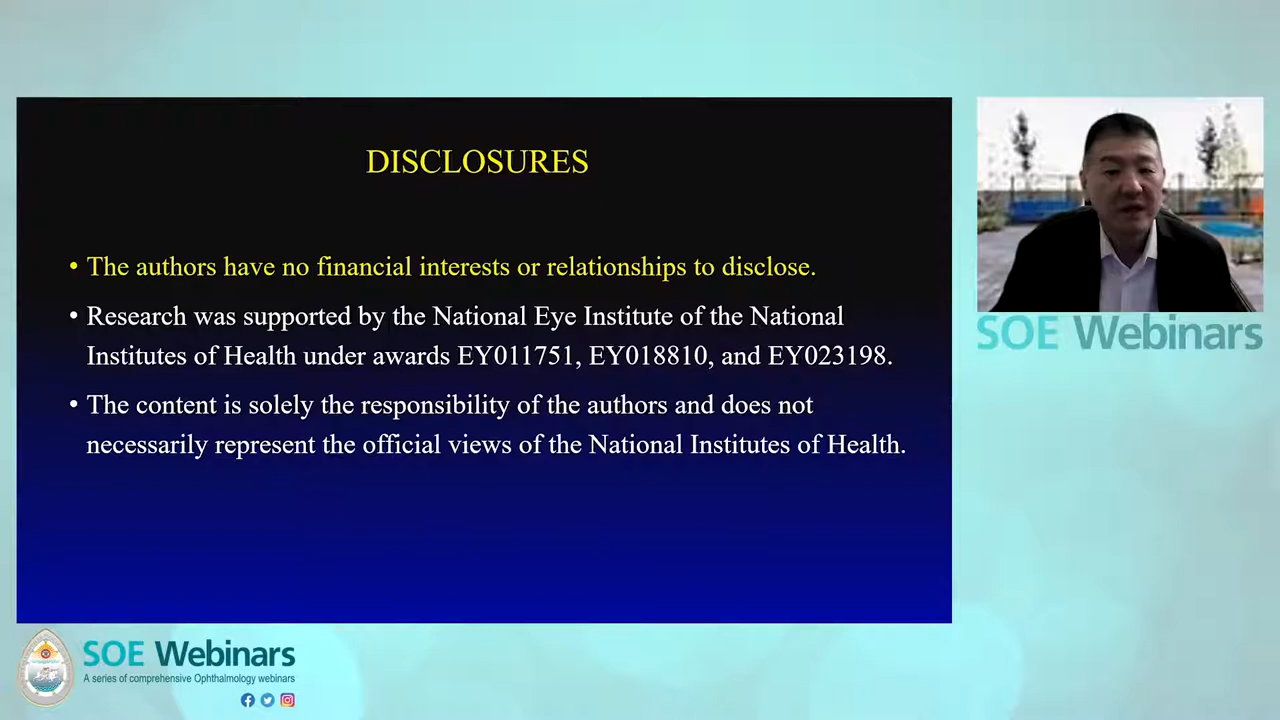 DISCLOSURES
• The authors have no financial interests or relationships to disclose.
• Research was supported by the National Eye Institute of the National
Institutes of Health under awards EY011751, EY018810, and EY023198.
• The content is solely the responsibility of the authors and does not
necessarily represent the official views of the National Institutes of Health.
SOE Webinars
SOE Webinars
A series of comprehensive Ophthalmology webinars